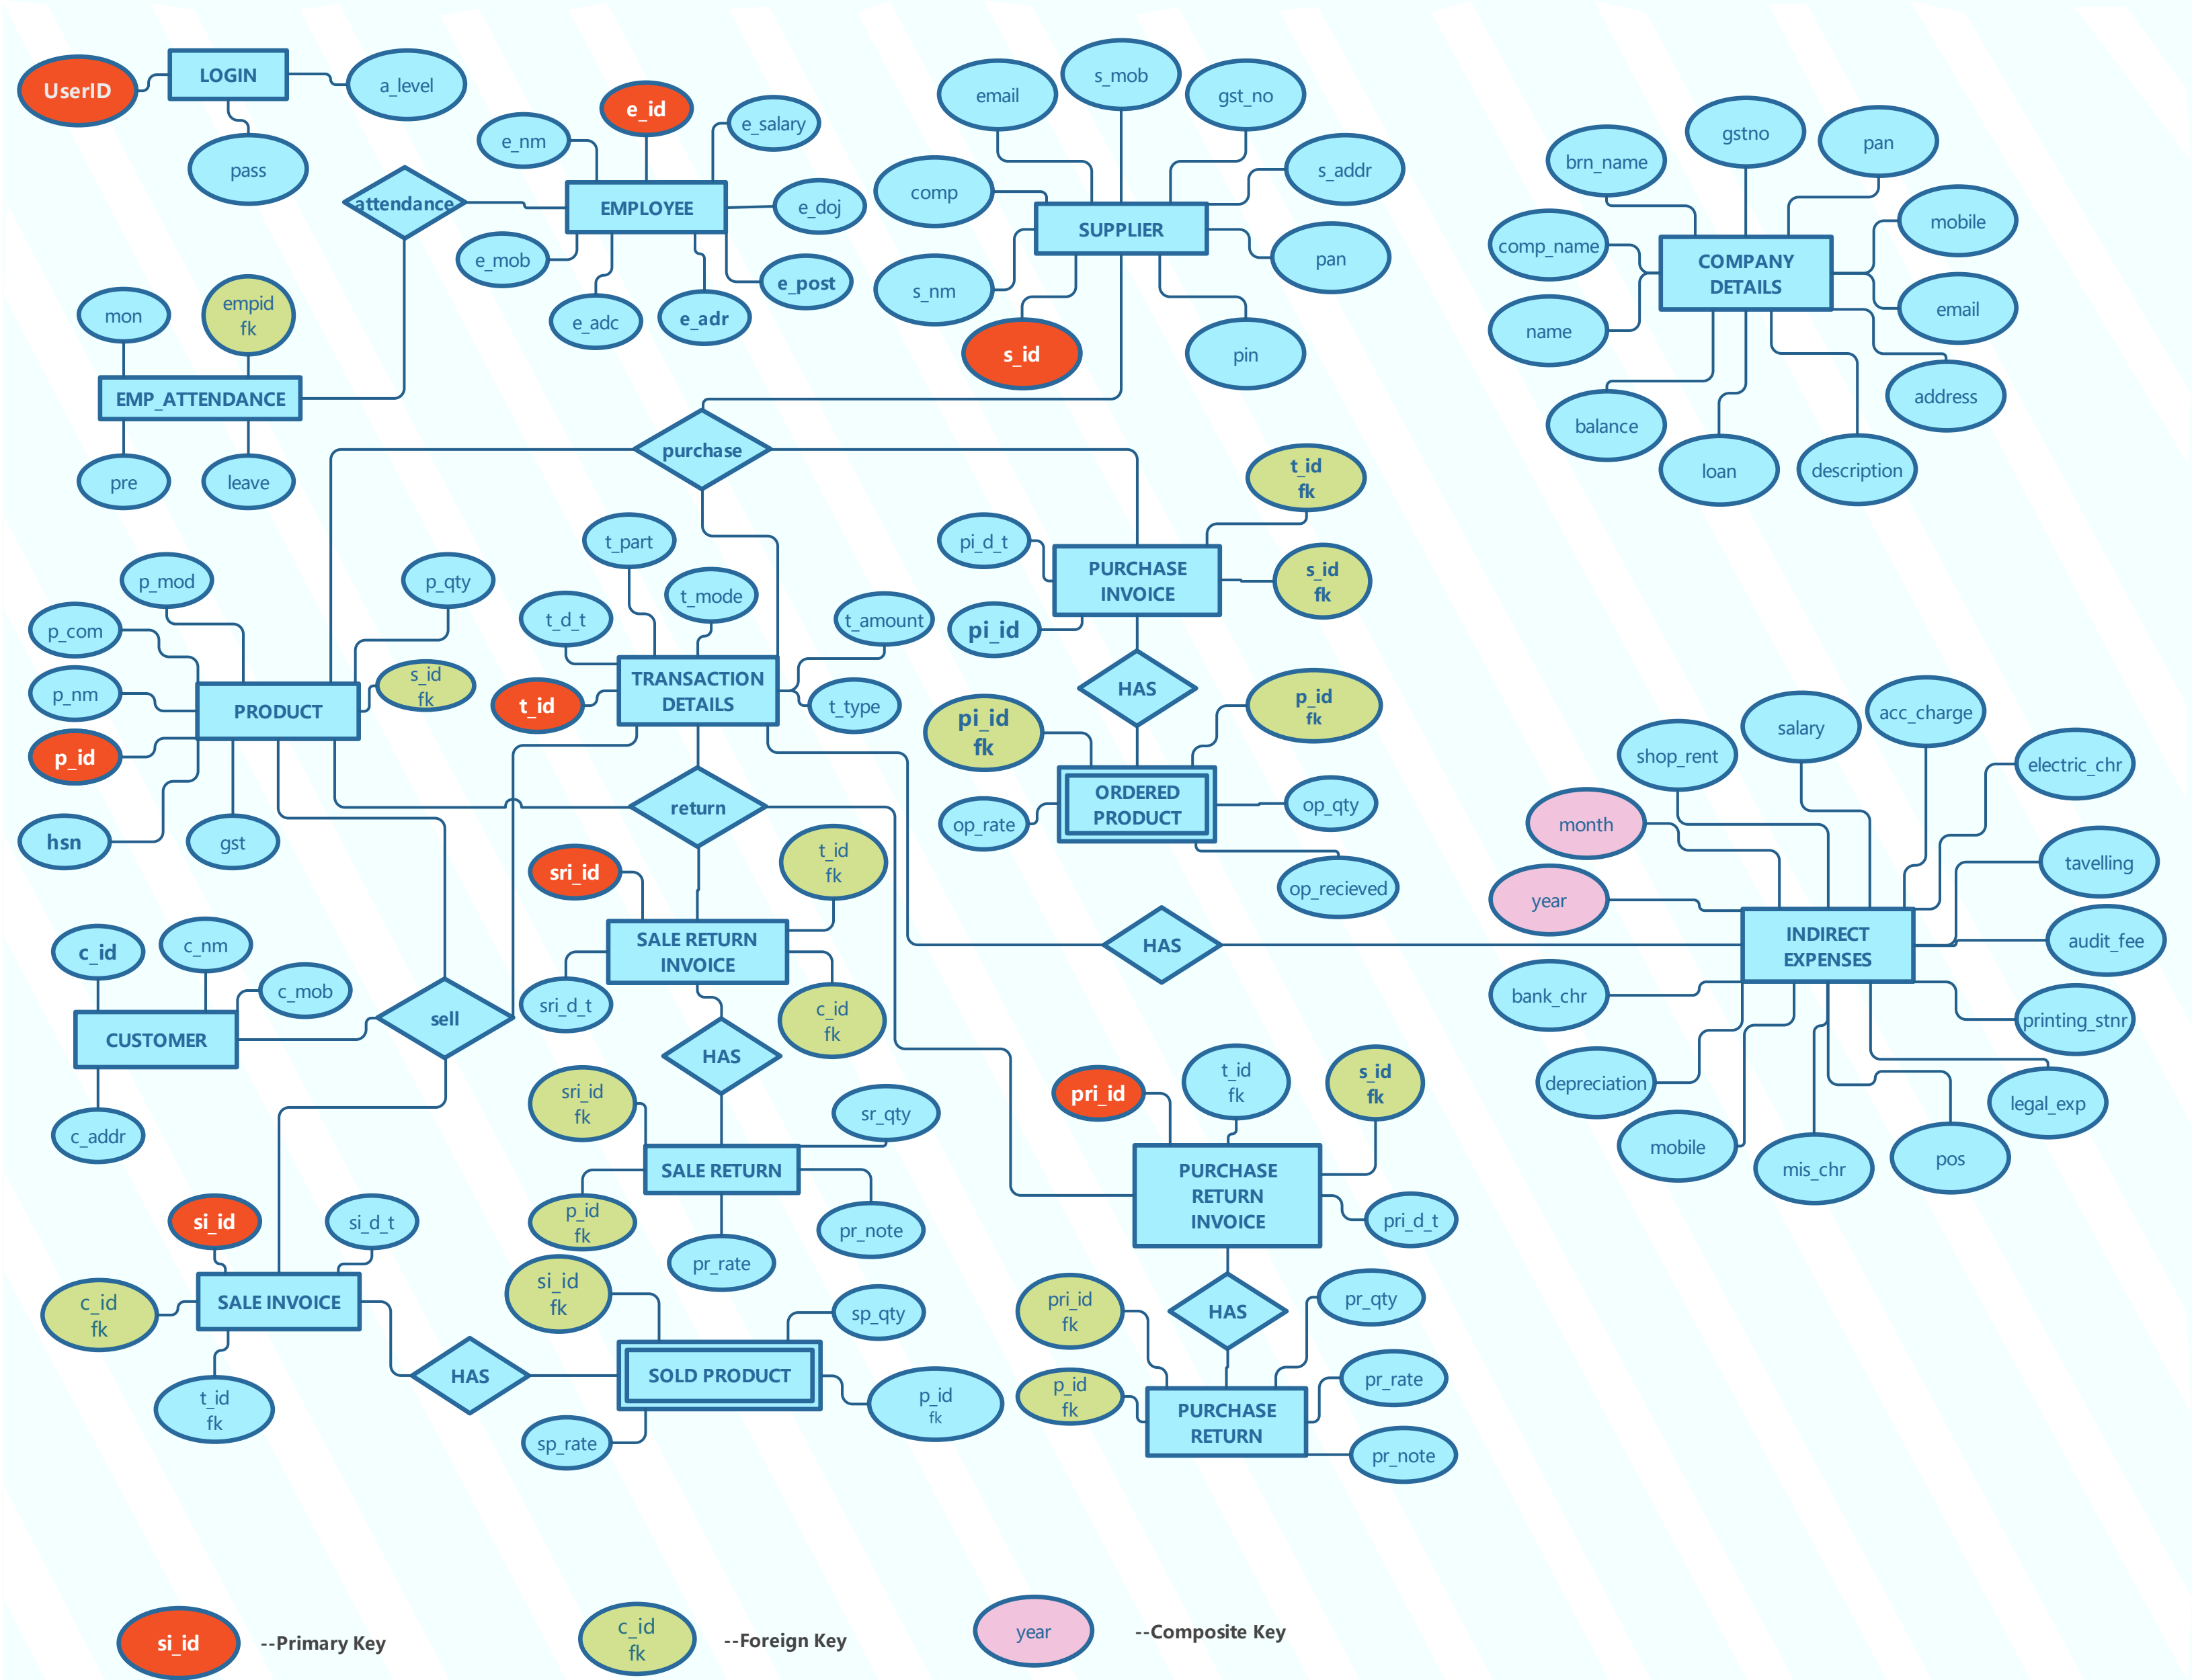 UserID
LOGIN
a_level
pass
e_id
e_nm
e_salary
attendance
EMPLOYEE
e_doj
e_mob
e_post
e_adc
e_adr
email
s_mob
gst_no
comp
s_addr
SUPPLIER
s_nm
pan
s_id
pin
brn_name
gstno
pan
comp_name
mobile
COMPANY
DETAILS
name
email
balance
address
loan
description
mon
empid
fk
EMP_ATTENDANCE
pre
leave
purchase
t_id
fk
pi_d_t
PURCHASE
INVOICE
s_id
fk
pi_id
HAS
pi_id
fk
p_id
fk
ORDERED
PRODUCT
op_rate
op_qty
op_recieved
p_mod
p_qty
p_com
p_nm
s_id
fk
PRODUCT
p_id
hsn
gst
t_part
t_mode
t_d_t
t_amount
TRANSACTION
DETAILS
t_id
t_type
return
sri_id
t_id
fk
SALE RETURN
INVOICE
sri_d_t
c_id
fk
HAS
shop_rent
salary
acc_charge
electric_chr
month
tavelling
year
INDIRECT
EXPENSES
audit_fee
HAS
bank_chr
printing_stnr
depreciation
legal_exp
mobile
mis_chr
pos
c_id
c_nm
c_mob
CUSTOMER
sell
c_addr
sri_id
fk
sr_qty
SALE RETURN
p_id
fk
pr_note
pr_rate
pri_id
t_id
fk
s_id
fk
PURCHASE
RETURN
INVOICE
pri_d_t
HAS
pri_id
fk
pr_qty
p_id
fk
pr_rate
PURCHASE
RETURN
pr_note
si_id
si_d_t
c_id
fk
SALE INVOICE
t_id
fk
HAS
si_id
fk
sp_qty
SOLD PRODUCT
p_id
fk
sp_rate
si_id
--Primary Key
c_id
fk
--Foreign Key
year
--Composite Key